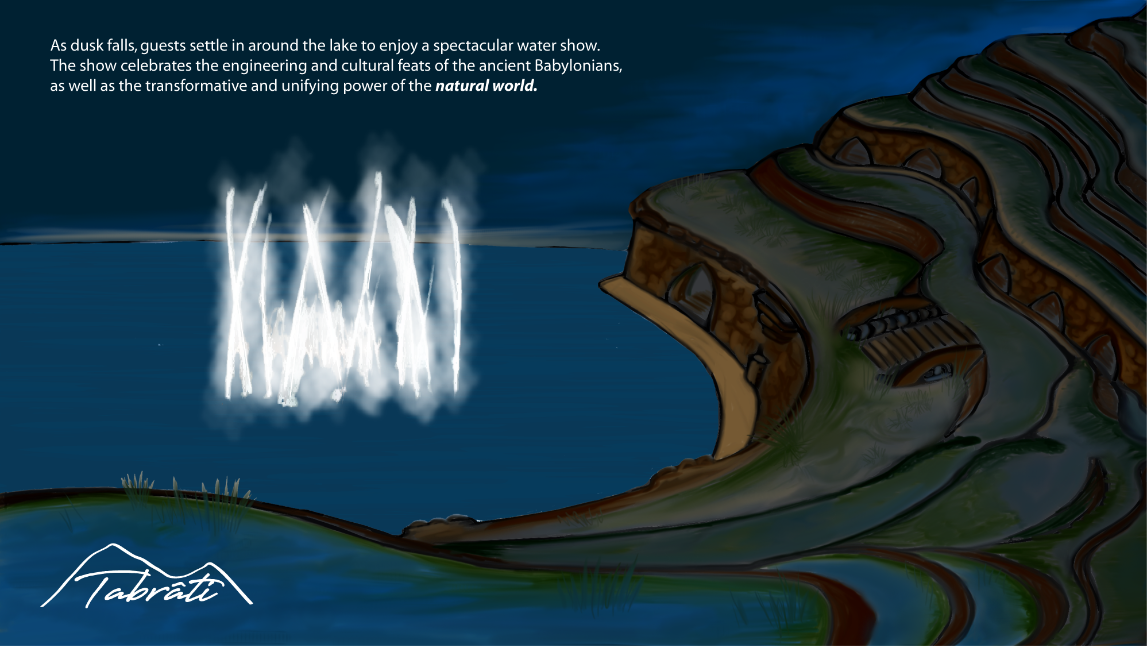 As dusk falls, guests settle in around the lake to enjoy a spectacular water show.
The show celebrates the engineering and cultural feats of the ancient Babylonians,
as well as the transformative and unifying power of the natural world.
Tabrâti